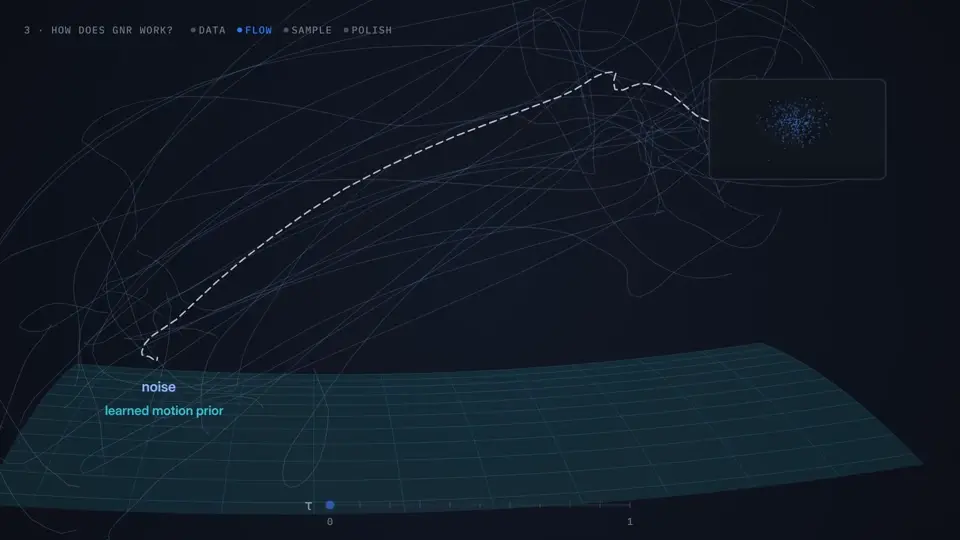 3 · HOW DOES GNR WORK? DATA FLOW SAMPLE POLISH
noise
learned motion prior
τ
0 1